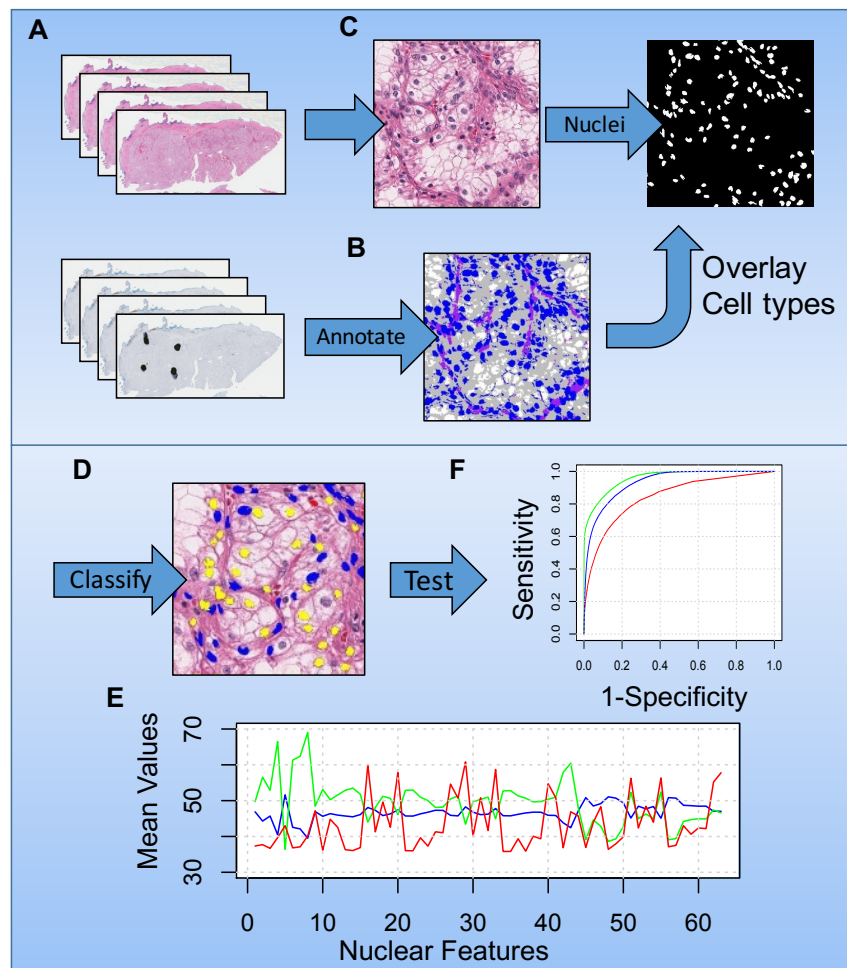 A
C
Nuclei
B
Annotate
Overlay
Cell types
D
Classify
Test
F
Sensitivity
0.0 0.2 0.4 0.6 0.8 1.0
0.0 0.2 0.4 0.6 0.8 1.0
1-Specificity
E
Mean Values
30 50 70
0 10 20 30 40 50 60
Nuclear Features